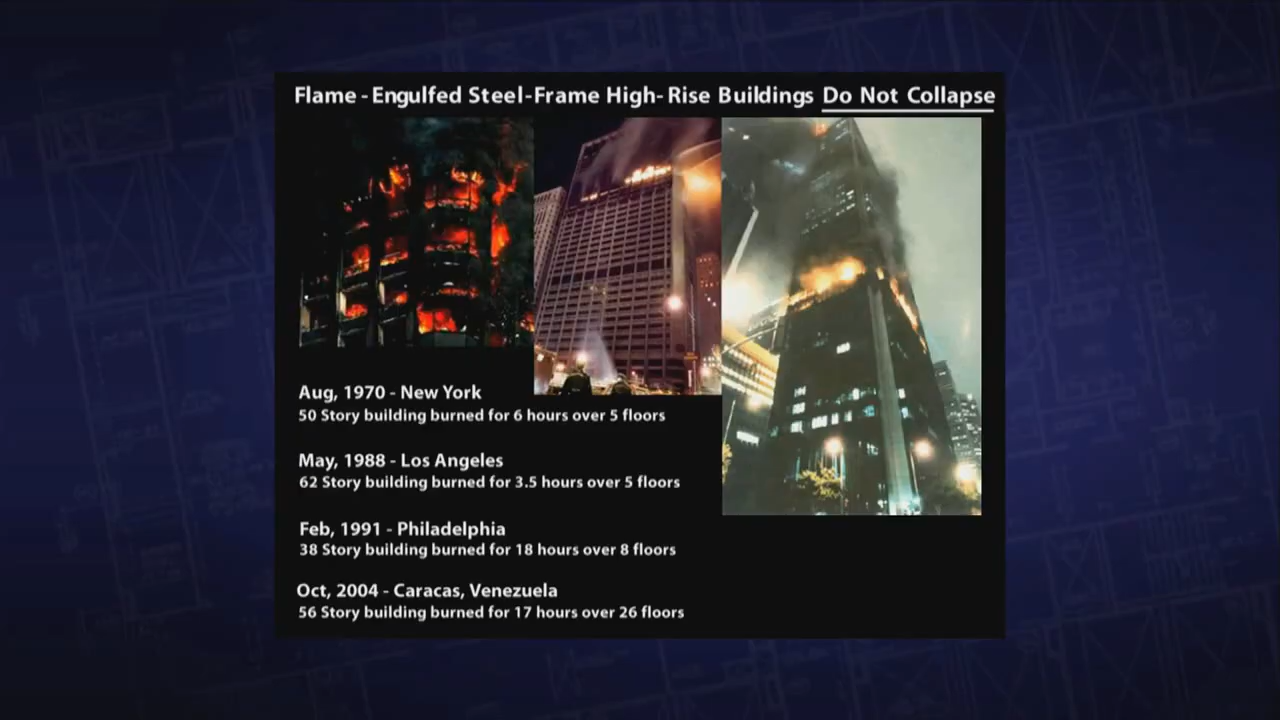 Flame - Engulfed Steel-Frame High- Rise Buildings Do Not Collapse
Aug, 1970 - New York
50 Story building burned for 6 hours over 5 floors
May, 1988 - Los Angeles
62 Story building burned for 3.5 hours over 5 floors
Feb, 1991 - Philadelphia
38 Story building burned for 18 hours over 8 floors
Oct, 2004 - Caracas, Venezuela
56 Story building burned for 17 hours over 26 floors